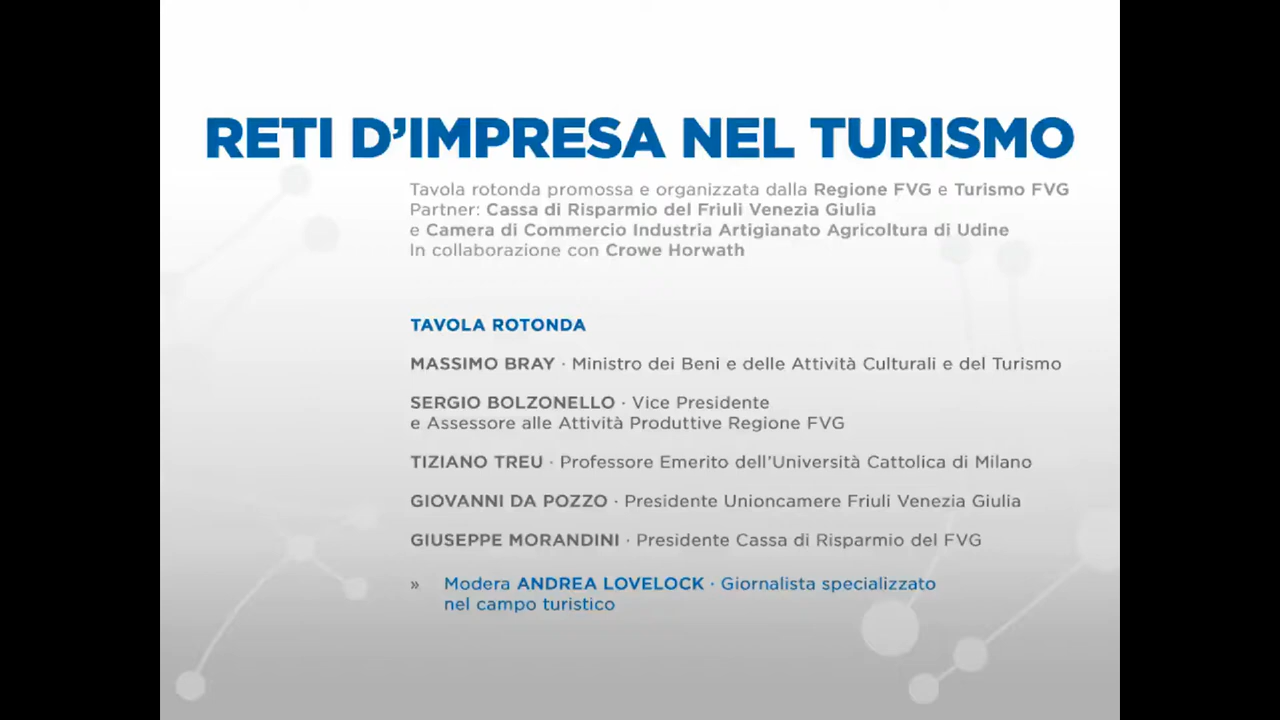 RETI D'IMPRESA NEL TURISMO
Tavola rotonda promossa e organizzata dalla Regione FVG e Turismo FVG
Partner: Cassa di Risparmio del Friuli Venezia Giulia
e Camera di Commercio Industria Artigianato Agricoltura di Udine
In collaborazione con Crowe Horwath
TAVOLA ROTONDA
MASSIMO BRAY · Ministro dei Beni e delle Attività Culturali e del Turismo
SERGIO BOLZONELLO · Vice Presidente
e Assessore alle Attività Produttive Regione FVG
TIZIANO TREU · Professore Emerito dell'Università Cattolica di Milano
GIOVANNI DA POZZO · Presidente Unioncamere Friuli Venezia Giulia
GIUSEPPE MORANDINI · Presidente Cassa di Risparmio del FVG
» Modera ANDREA LOVELOCK · Giornalista specializzato
nel campo turistico